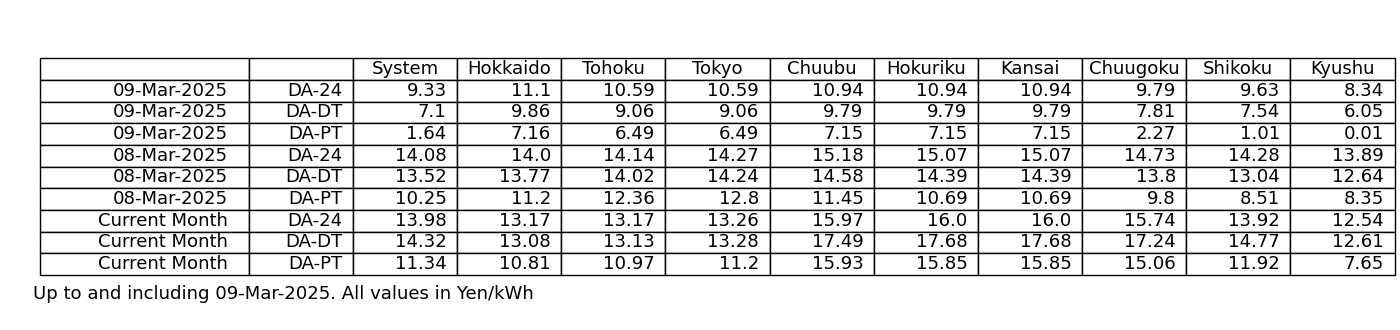 System Hokkaido Tohoku Tokyo Chuubu Hokuriku Kansai Chuugoku Shikoku Kyushu
09-Mar-2025 DA-24 9.33 11.1 10.59 10.59 10.94 10.94 10.94 9.79 9.63 8.34
09-Mar-2025 DA-DT 7.1 9.86 9.06 9.06 9.79 9.79 9.79 7.81 7.54 6.05
09-Mar-2025 DA-PT 1.64 7.16 6.49 6.49 7.15 7.15 7.15 2.27 1.01 0.01
08-Mar-2025 DA-24 14.08 14.0 14.14 14.27 15.18 15.07 15.07 14.73 14.28 13.89
08-Mar-2025 DA-DT 13.52 13.77 14.02 14.24 14.58 14.39 14.39 13.8 13.04 12.64
08-Mar-2025 DA-PT 10.25 11.2 12.36 12.8 11.45 10.69 10.69 9.8 8.51 8.35
Current Month DA-24 13.98 13.17 13.17 13.26 15.97 16.0 16.0 15.74 13.92 12.54
Current Month DA-DT 14.32 13.08 13.13 13.28 17.49 17.68 17.68 17.24 14.77 12.61
Current Month DA-PT 11.34 10.81 10.97 11.2 15.93 15.85 15.85 15.06 11.92 7.65
Up to and including 09-Mar-2025. All values in Yen/kWh